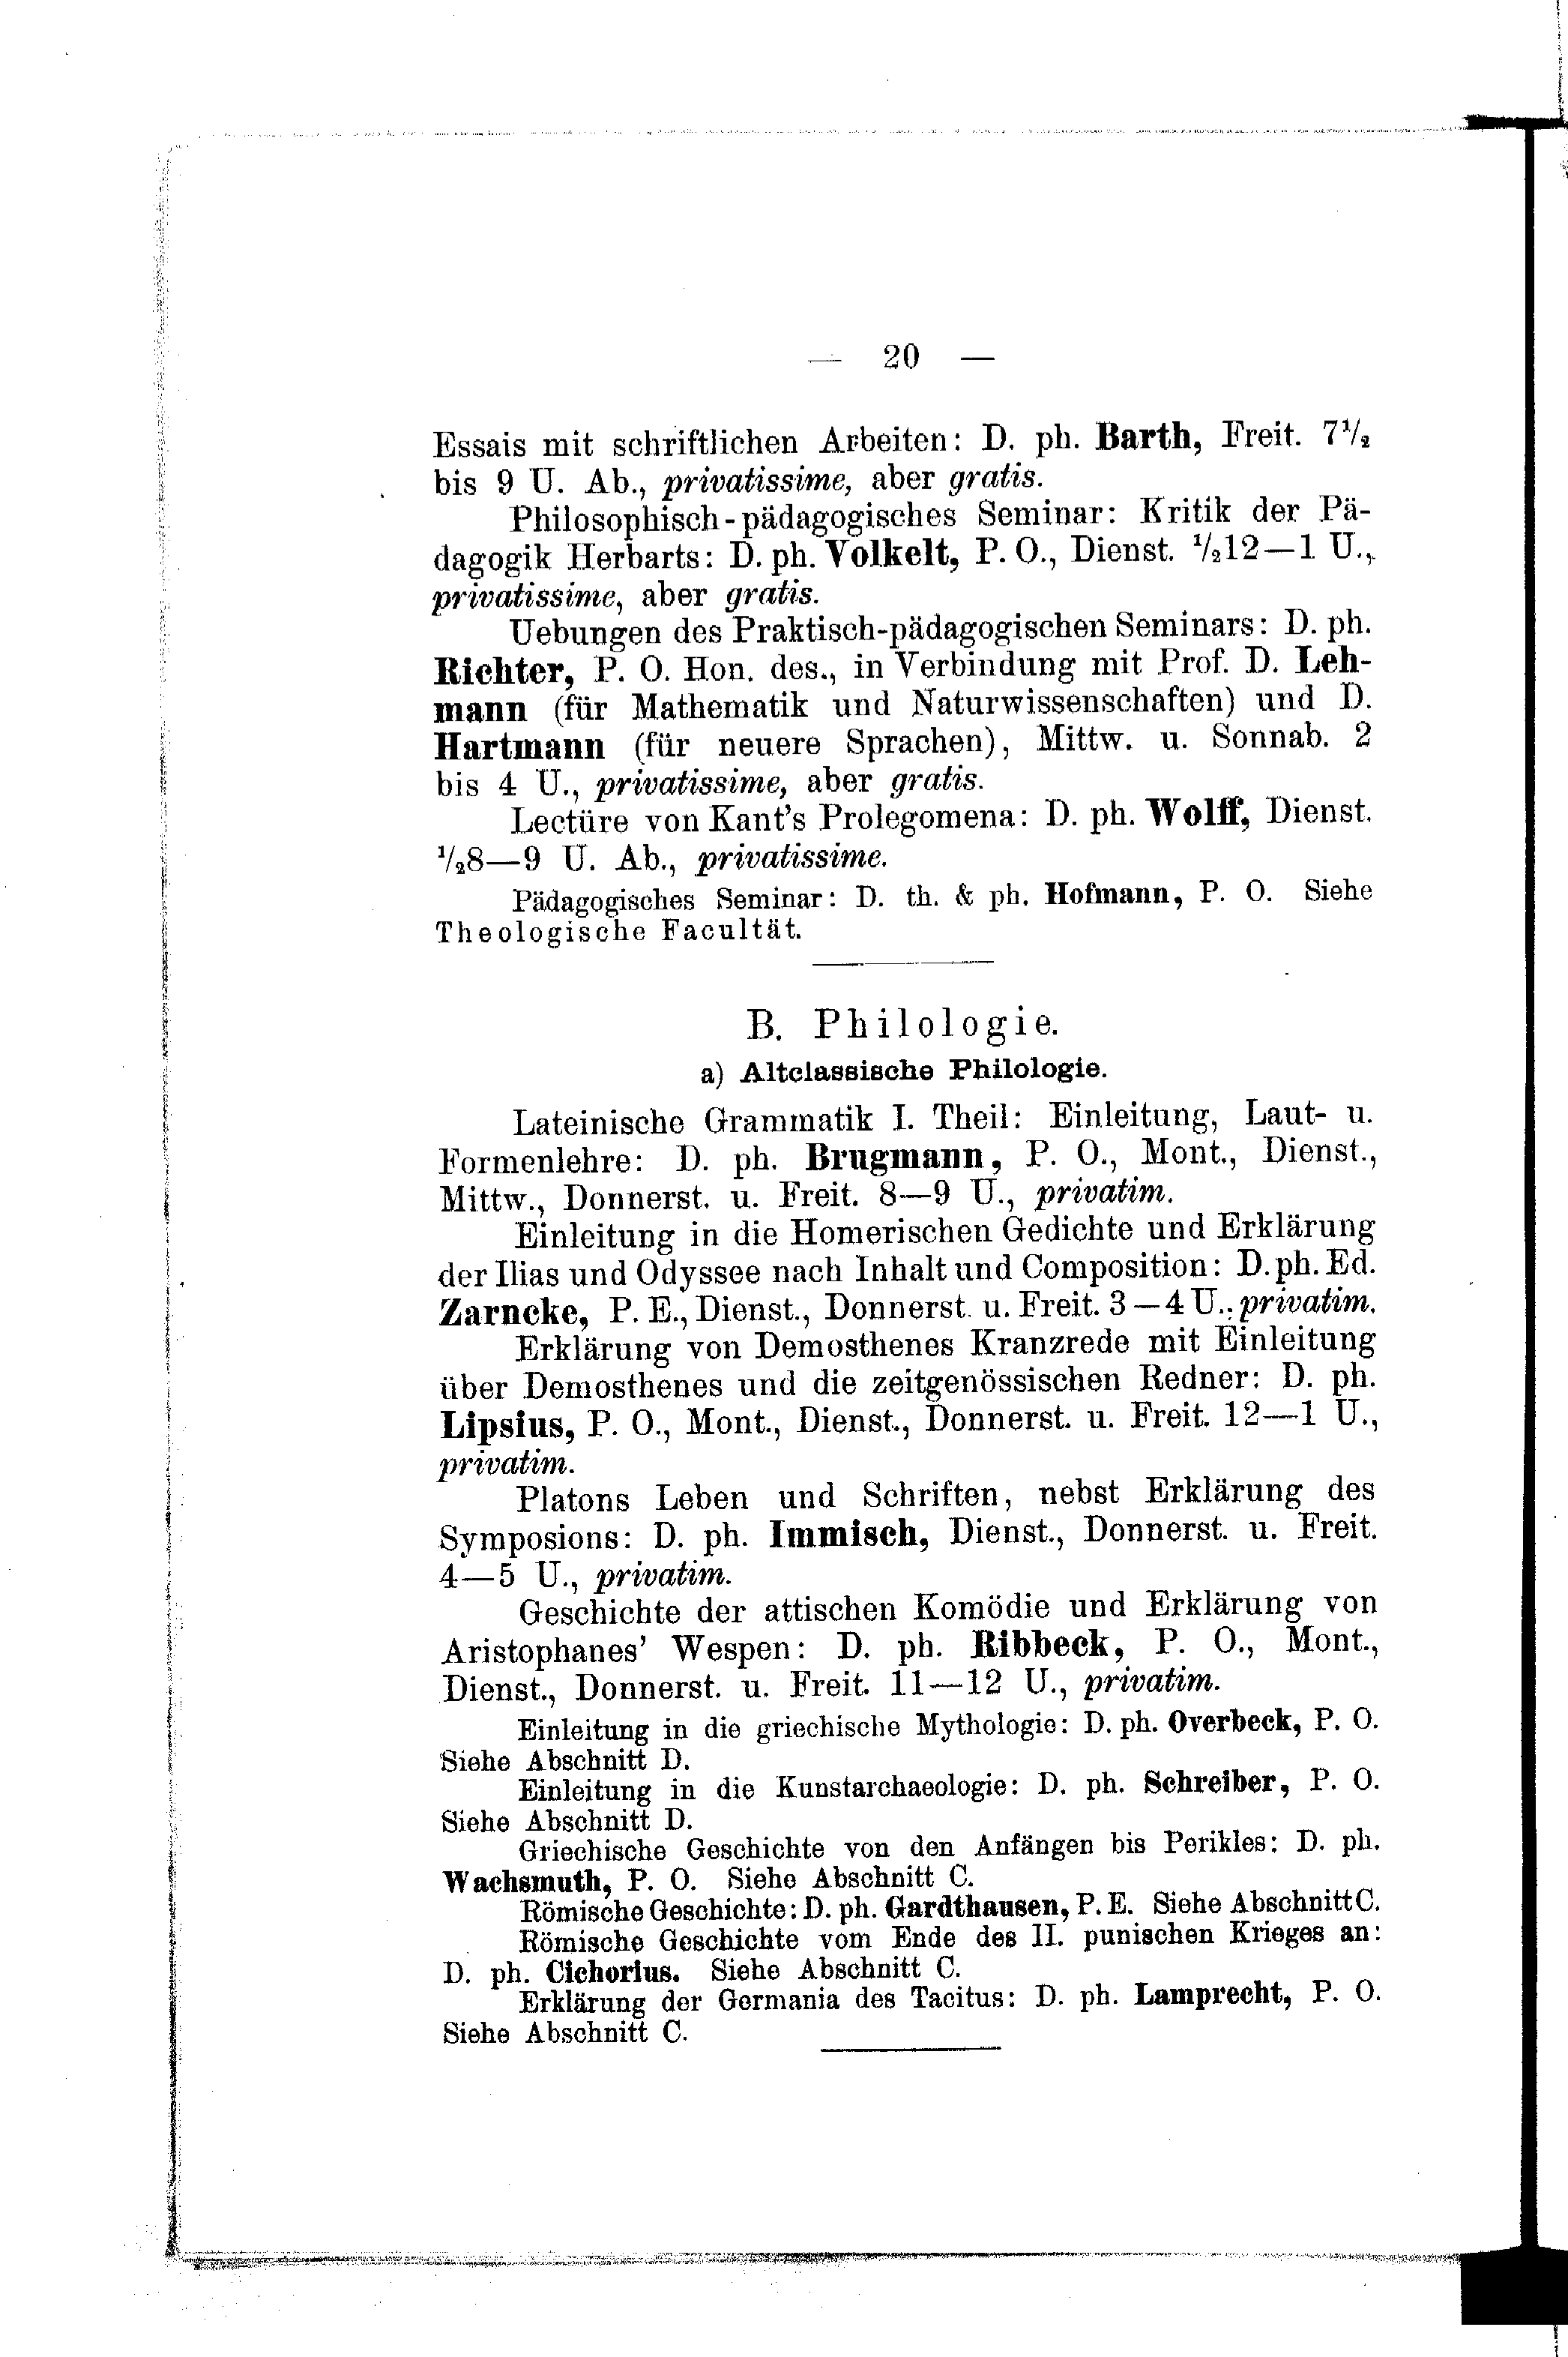 — 20 —
Essais mit schriftlichen Arbeiten: D. ph. Barth, Freit. 7½
bis 9 U. Ab., privatissime, aber gratis.
Philosophisch-pädagogisches Seminar: Kritik der Pä-
dagogik Herbarts: D. ph. Volkelt, P. O., Dienst. ½12—1 U.,
privatissime, aber gratis.
Uebungen des Praktisch-pädagogischen Seminars: D. ph.
Richter, P. O. Hon. des., in Verbindung mit Prof. D. Leh-
mann (für Mathematik und Naturwissenschaften) und D.
Hartmann (für neuere Sprachen), Mittw. u. Sonnab. 2
bis 4 U., privatissime, aber gratis.
Lectüre von Kant's Prolegomena: D. ph. Wolff, Dienst.
½8—9 U. Ab., privatissime.
Pädagogisches Seminar: D. th. & ph. Hofmann, P. O. Siehe
Theologische Facultät.
B. Philologie.
a) Altclassische Philologie.
Lateinische Grammatik I. Theil: Einleitung, Laut- u.
Formenlehre: D. ph. Brugmann, P. O., Mont., Dienst.,
Mittw., Donnerst. u. Freit. 8—9 U., privatim.
Einleitung in die Homerischen Gedichte und Erklärung
der Ilias und Odyssee nach Inhalt und Composition: D. ph. Ed.
Zarncke, P. E., Dienst., Donnerst. u. Freit. 3—4 U., privatim.
Erklärung von Demosthenes Kranzrede mit Einleitung
über Demosthenes und die zeitgenössischen Redner: D. ph.
Lipsius, P. O., Mont., Dienst., Donnerst. u. Freit. 12—1 U.,
privatim.
Platons Leben und Schriften, nebst Erklärung des
Symposions: D. ph. Immisch, Dienst., Donnerst. u. Freit.
4—5 U., privatim.
Geschichte der attischen Komödie und Erklärung von
Aristophanes' Wespen: D. ph. Ribbeck, P. O., Mont.,
Dienst., Donnerst. u. Freit. 11—12 U., privatim.
Einleitung in die griechische Mythologie: D. ph. Overbeck, P. O.
Siehe Abschnitt D.
Einleitung in die Kunstarchaeologie: D. ph. Schreiber, P. O.
Siehe Abschnitt D.
Griechische Geschichte von den Anfängen bis Perikles: D. ph.
Wachsmuth, P. O. Siehe Abschnitt C.
Römische Geschichte: D. ph. Gardthausen, P. E. Siehe Abschnitt C.
Römische Geschichte vom Ende des II. punischen Krieges an:
D. ph. Cichorius. Siehe Abschnitt C.
Erklärung der Germania des Tacitus: D. ph. Lamprecht, P. O.
Siehe Abschnitt C.